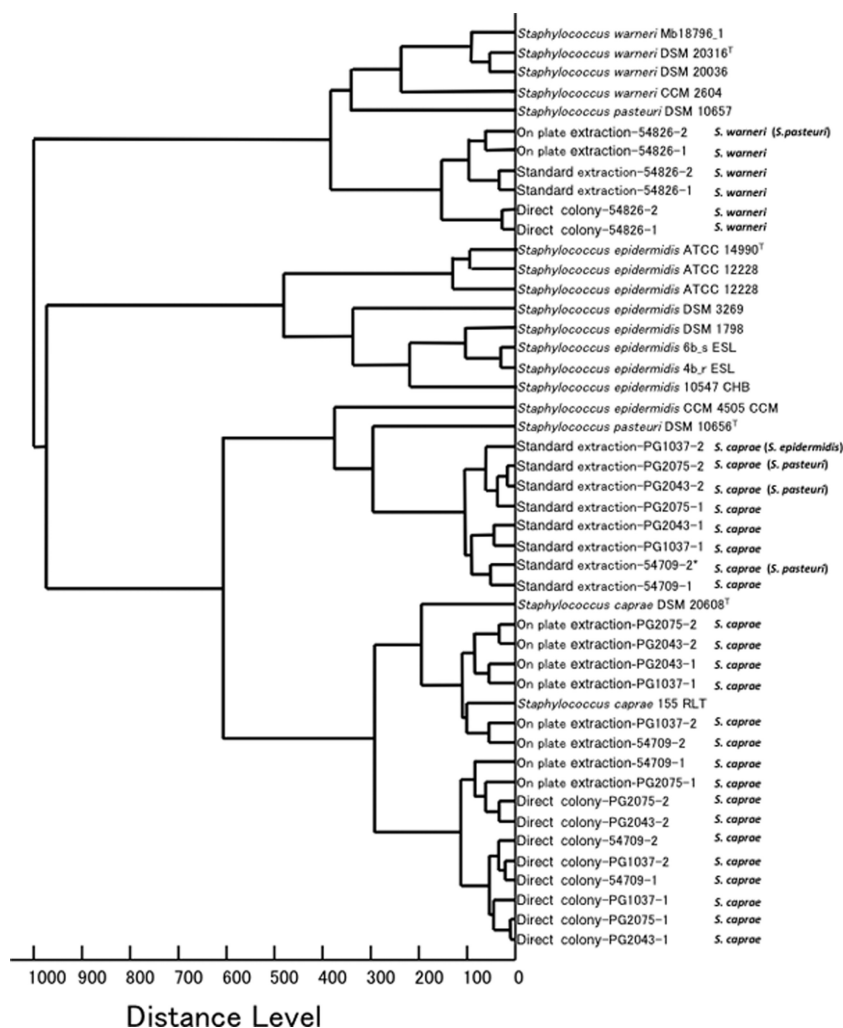 Staphylococcus warneri Mb18796_1
Staphylococcus warneri DSM 20316T
Staphylococcus warneri DSM 20036
Staphylococcus warneri CCM 2604
Staphylococcus pasteuri DSM 10657
On plate extraction-54826-2 S. warneri (S.pasteuri)
On plate extraction-54826-1 S. warneri
Standard extraction-54826-2 S. warneri
Standard extraction-54826-1 S. warneri
Direct colony-54826-2 S. warneri
Direct colony-54826-1 S. warneri
Staphylococcus epidermidis ATCC 14990T
Staphylococcus epidermidis ATCC 12228
Staphylococcus epidermidis ATCC 12228
Staphylococcus epidermidis DSM 3269
Staphylococcus epidermidis DSM 1798
Staphylococcus epidermidis 6b_s ESL
Staphylococcus epidermidis 4b_r ESL
Staphylococcus epidermidis 10547 CHB
Staphylococcus epidermidis CCM 4505 CCM
Staphylococcus pasteuri DSM 10656T
Standard extraction-PG1037-2 S. caprae (S. epidermidis)
Standard extraction-PG2075-2 S. caprae (S. pasteuri)
Standard extraction-PG2043-2 S. caprae (S. pasteuri)
Standard extraction-PG2075-1 S. caprae
Standard extraction-PG2043-1 S. caprae
Standard extraction-PG1037-1 S. caprae
Standard extraction-54709-2* S. caprae (S. pasteuri)
Standard extraction-54709-1 S. caprae
Staphylococcus caprae DSM 20608T
On plate extraction-PG2075-2 S. caprae
On plate extraction-PG2043-2 S. caprae
On plate extraction-PG2043-1 S. caprae
On plate extraction-PG1037-1 S. caprae
Staphylococcus caprae 155 RLT
On plate extraction-PG1037-2 S. caprae
On plate extraction-54709-2 S. caprae
On plate extraction-54709-1 S. caprae
On plate extraction-PG2075-1 S. caprae
Direct colony-PG2075-2 S. caprae
Direct colony-PG2043-2 S. caprae
Direct colony-54709-2 S. caprae
Direct colony-PG1037-2 S. caprae
Direct colony-54709-1 S. caprae
Direct colony-PG1037-1 S. caprae
Direct colony-PG2075-1 S. caprae
Direct colony-PG2043-1 S. caprae
1000 900 800 700 600 500 400 300 200 100 0
Distance Level